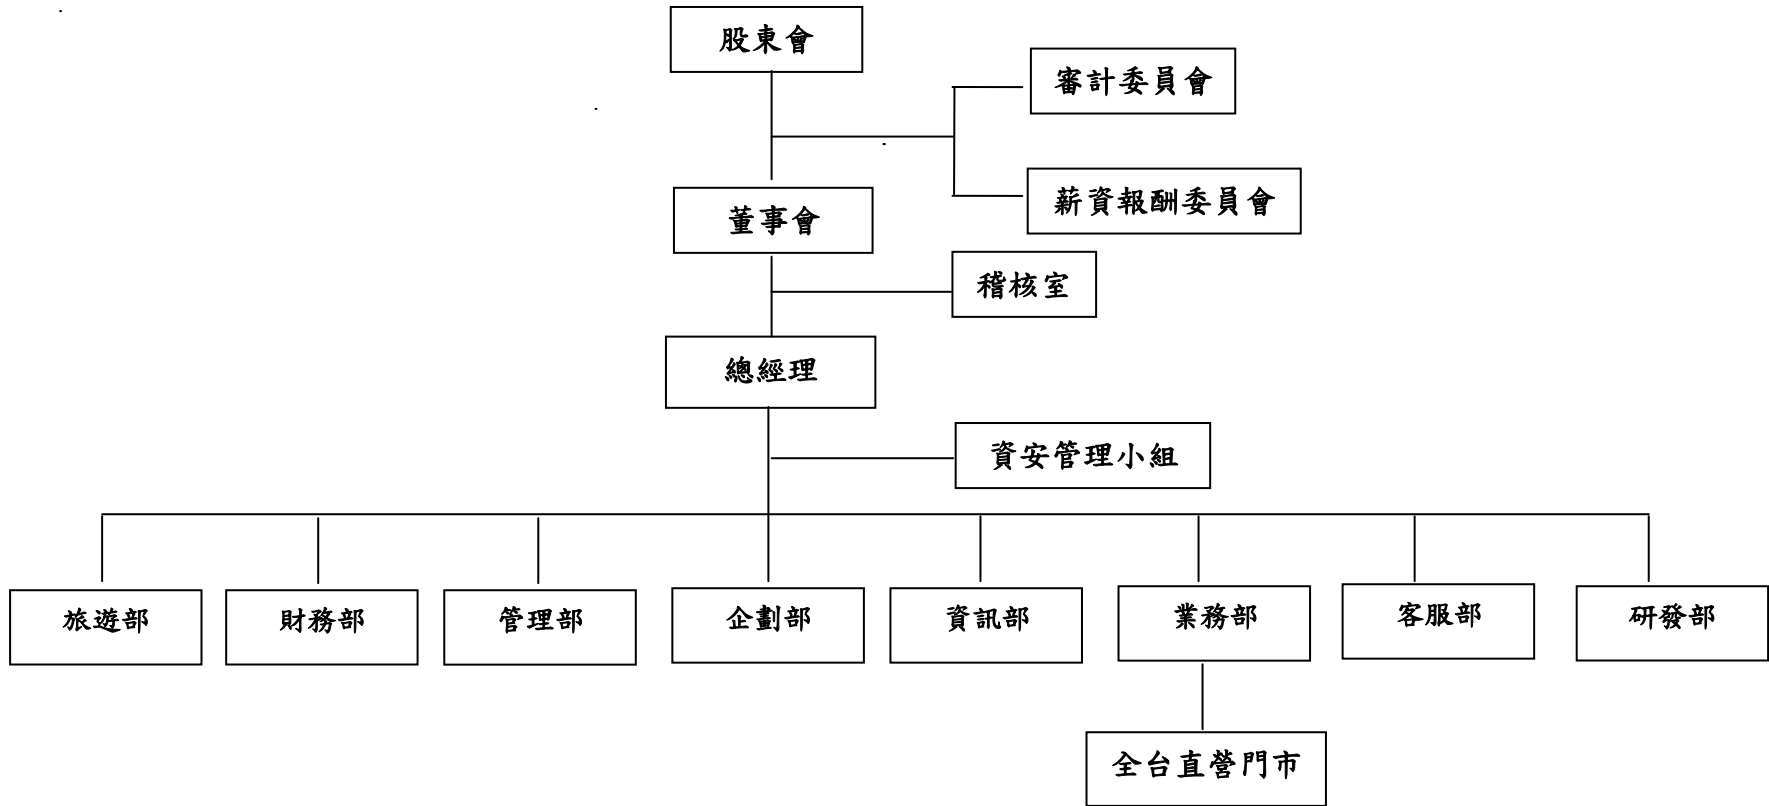 股東會
審計委員會
薪資報酬委員會
董事會
稽核室
總經理
資安管理小組
旅遊部
財務部
管理部
企劃部
資訊部
業務部
客服部
研發部
全台直營門市